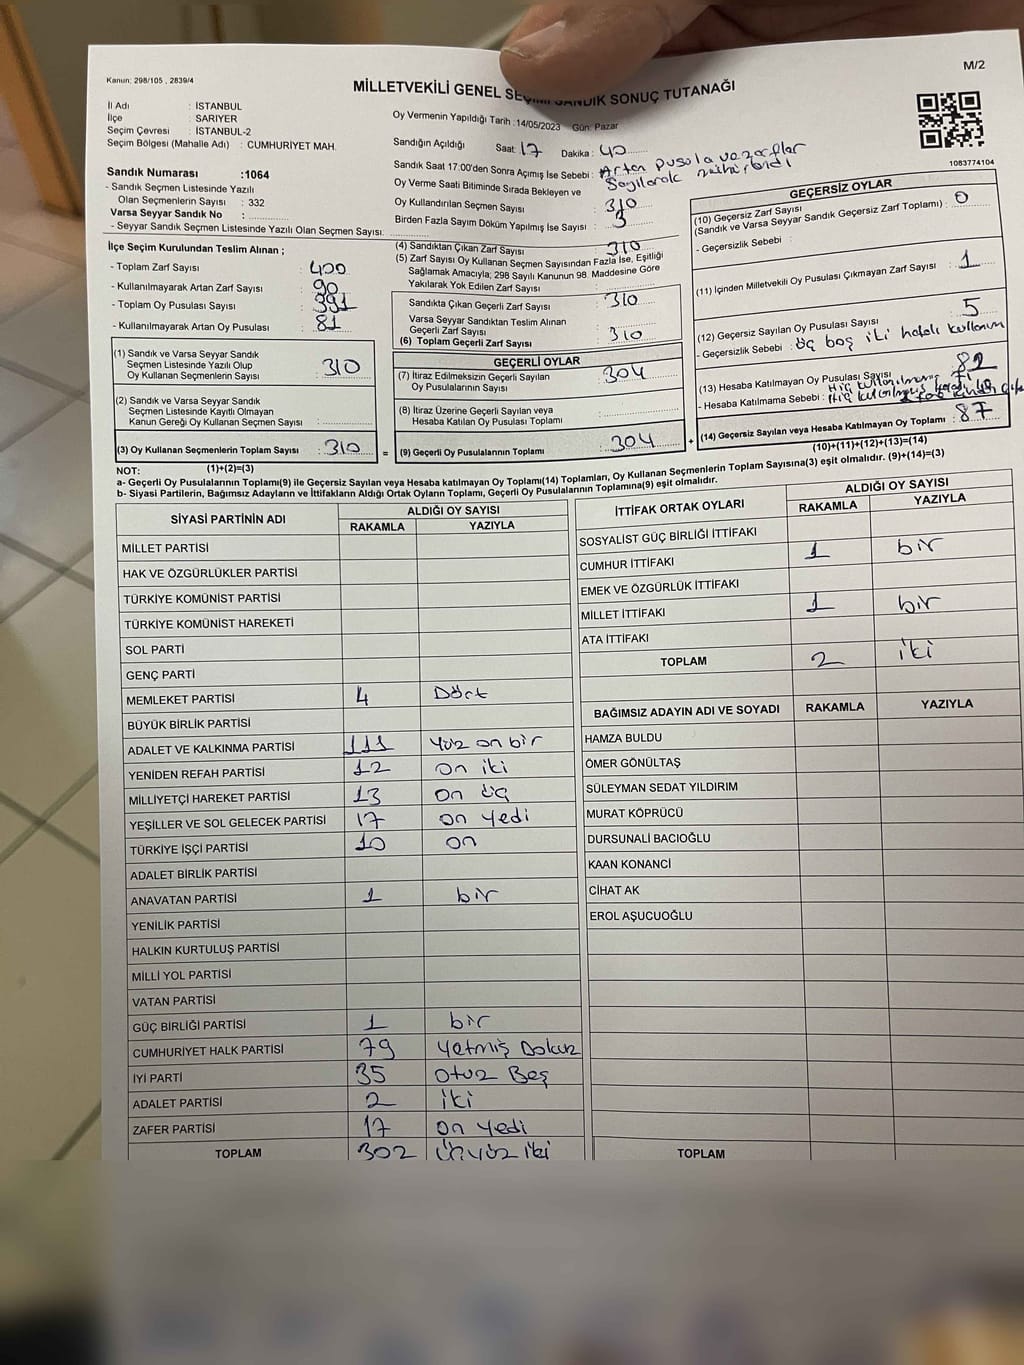 Kanun: 298/105 , 2839/4
M/2
MİLLETVEKİLİ GENEL SEÇİMİ SANDIK SONUÇ TUTANAĞI
İl Adı : İSTANBUL
İlçe : SARIYER
Seçim Çevresi : İSTANBUL-2
Seçim Bölgesi (Mahalle Adı) : CUMHURİYET MAH.
Sandık Numarası :1064
- Sandık Seçmen Listesinde Yazılı
Olan Seçmenlerin Sayısı : 332
Varsa Seyyar Sandık No :
- Seyyar Sandık Seçmen Listesinde Yazılı Olan Seçmen Sayısı:
Oy Vermenin Yapıldığı Tarih :14/05/2023 Gün: Pazar
Sandığın Açıldığı Saat: 17 Dakika : 40
Sandık Saat 17:00'den Sonra Açımış İse Sebebi : Artan pusula ve zarflar
Sayılarak mühürlendi
Oy Verme Saati Bitiminde Sırada Bekleyen ve
Oy Kullandırılan Seçmen Sayısı : 310
Birden Fazla Sayım Döküm Yapılmış İse Sayısı : 3
1083774104
İlçe Seçim Kurulundan Teslim Alınan ;
- Toplam Zarf Sayısı : 400
- Kullanılmayarak Artan Zarf Sayısı : 90
- Toplam Oy Pusulası Sayısı : 391
- Kullanılmayarak Artan Oy Pusulası : 81
(1) Sandık ve Varsa Seyyar Sandık
Seçmen Listesinde Yazılı Olup
Oy Kullanan Seçmenlerin Sayısı : 310
(2) Sandık ve Varsa Seyyar Sandık
Seçmen Listesinde Kayıtlı Olmayan
Kanun Gereği Oy Kullanan Seçmen Sayısı :
(3) Oy Kullanan Seçmenlerin Toplam Sayısı : 310
(1)+(2)=(3)
(4) Sandıktan Çıkan Zarf Sayısı : 310
(5) Zarf Sayısı Oy Kullanan Seçmen Sayısından Fazla İse, Eşitliği
Sağlamak Amacıyla; 298 Sayılı Kanunun 98. Maddesine Göre
Yakılarak Yok Edilen Zarf Sayısı :
Sandıkta Çıkan Geçerli Zarf Sayısı : 310
Varsa Seyyar Sandıktan Teslim Alınan
Geçerli Zarf Sayısı :
(6) Toplam Geçerli Zarf Sayısı : 310
GEÇERLİ OYLAR
(7) İtiraz Edilmeksizin Geçerli Sayılan
Oy Pusulalarının Sayısı : 304
(8) İtiraz Üzerine Geçerli Sayılan veya
Hesaba Katılan Oy Pusulası Toplamı :
= (9) Geçerli Oy Pusulalarının Toplamı : 304 +
GEÇERSİZ OYLAR
(10) Geçersiz Zarf Sayısı
(Sandık ve Varsa Seyyar Sandık Geçersiz Zarf Toplamı) : 0
- Geçersizlik Sebebi :
(11) İçinden Milletvekili Oy Pusulası Çıkmayan Zarf Sayısı : 1
(12) Geçersiz Sayılan Oy Pusulası Sayısı : 5
- Geçersizlik Sebebi : üç boş iki hatalı kullanım
(13) Hesaba Katılmayan Oy Pusulası Sayısı : 82
- Hesaba Katılmama Sebebi :
(14) Geçersiz Sayılan veya Hesaba Katılmayan Oy Toplamı : 87
(10)+(11)+(12)+(13)=(14)
NOT:
a- Geçerli Oy Pusulalarının Toplamı(9) ile Geçersiz Sayılan veya Hesaba katılmayan Oy Toplamı(14) Toplamları, Oy Kullanan Seçmenlerin Toplam Sayısına(3) eşit olmalıdır. (9)+(14)=(3)
b- Siyasi Partilerin, Bağımsız Adayların ve İttifakların Aldığı Ortak Oyların Toplamı, Geçerli Oy Pusulalarının Toplamına(9) eşit olmalıdır.
SİYASİ PARTİNİN ADI ALDIĞI OY SAYISI
RAKAMLA YAZIYLA
MİLLET PARTİSİ
HAK VE ÖZGÜRLÜKLER PARTİSİ
TÜRKİYE KOMÜNİST PARTİSİ
TÜRKİYE KOMÜNİST HAREKETİ
SOL PARTİ
GENÇ PARTİ
MEMLEKET PARTİSİ 4 Dört
BÜYÜK BİRLİK PARTİSİ
ADALET VE KALKINMA PARTİSİ 111 Yüz on bir
YENİDEN REFAH PARTİSİ 12 on iki
MİLLİYETÇİ HAREKET PARTİSİ 13 on üç
YEŞİLLER VE SOL GELECEK PARTİSİ 17 on yedi
TÜRKİYE İŞÇİ PARTİSİ 10 on
ADALET BİRLİK PARTİSİ
ANAVATAN PARTİSİ 1 bir
YENİLİK PARTİSİ
HALKIN KURTULUŞ PARTİSİ
MİLLİ YOL PARTİSİ
VATAN PARTİSİ
GÜÇ BİRLİĞİ PARTİSİ 1 bir
CUMHURİYET HALK PARTİSİ 79 Yetmiş Dokuz
İYİ PARTİ 35 Otuz Beş
ADALET PARTİSİ 2 iki
ZAFER PARTİSİ 17 on yedi
TOPLAM 302 Üçyüz iki
İTTİFAK ORTAK OYLARI ALDIĞI OY SAYISI
RAKAMLA YAZIYLA
SOSYALİST GÜÇ BİRLİĞİ İTTİFAKI
CUMHUR İTTİFAKI 1 bir
EMEK VE ÖZGÜRLÜK İTTİFAKI
MİLLET İTTİFAKI 1 bir
ATA İTTİFAKI
TOPLAM 2 iki
BAĞIMSIZ ADAYIN ADI VE SOYADI RAKAMLA YAZIYLA
HAMZA BULDU
ÖMER GÖNÜLTAŞ
SÜLEYMAN SEDAT YILDIRIM
MURAT KÖPRÜCÜ
DURSUNALİ BACIOĞLU
KAAN KONANCİ
CİHAT AK
EROL AŞUCUOĞLU
TOPLAM